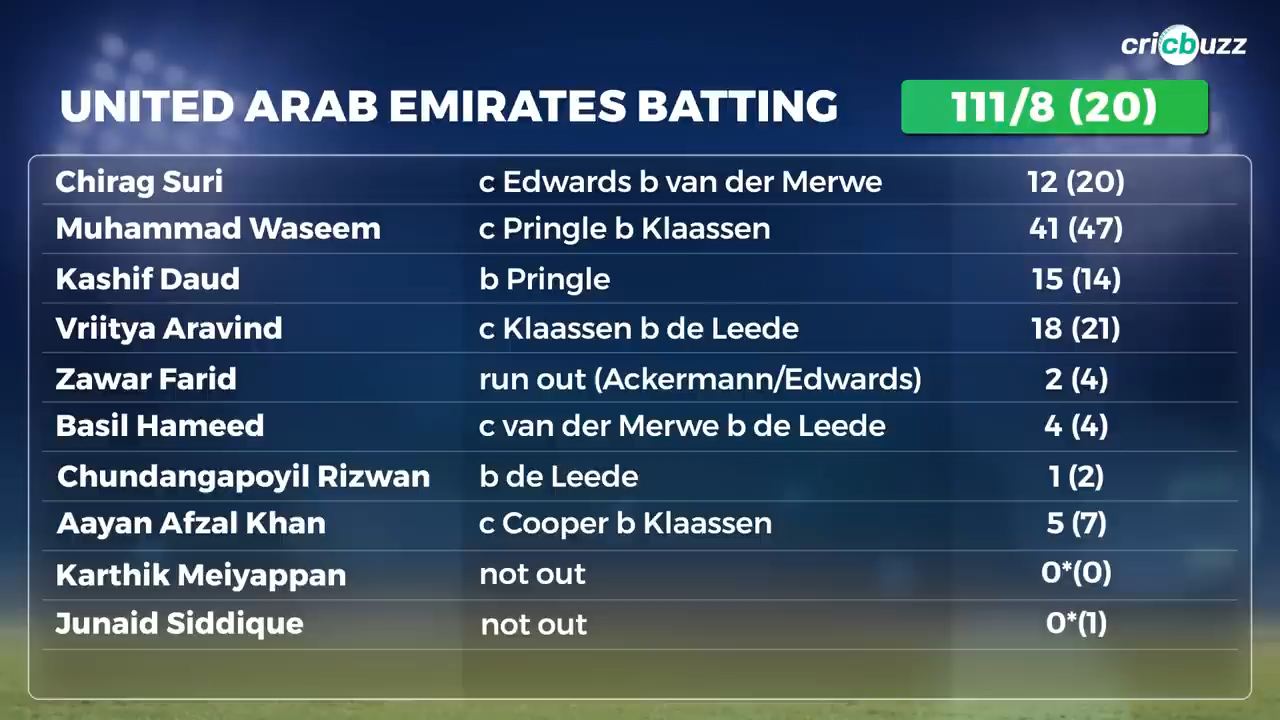 cricbuzz
UNITED ARAB EMIRATES BATTING 111/8 (20)
Chirag Suri c Edwards b van der Merwe 12 (20)
Muhammad Waseem c Pringle b Klaassen 41 (47)
Kashif Daud b Pringle 15 (14)
Vriitya Aravind c Klaassen b de Leede 18 (21)
Zawar Farid run out (Ackermann/Edwards) 2 (4)
Basil Hameed c van der Merwe b de Leede 4 (4)
Chundangapoyil Rizwan b de Leede 1 (2)
Aayan Afzal Khan c Cooper b Klaassen 5 (7)
Karthik Meiyappan not out 0*(0)
Junaid Siddique not out 0*(1)